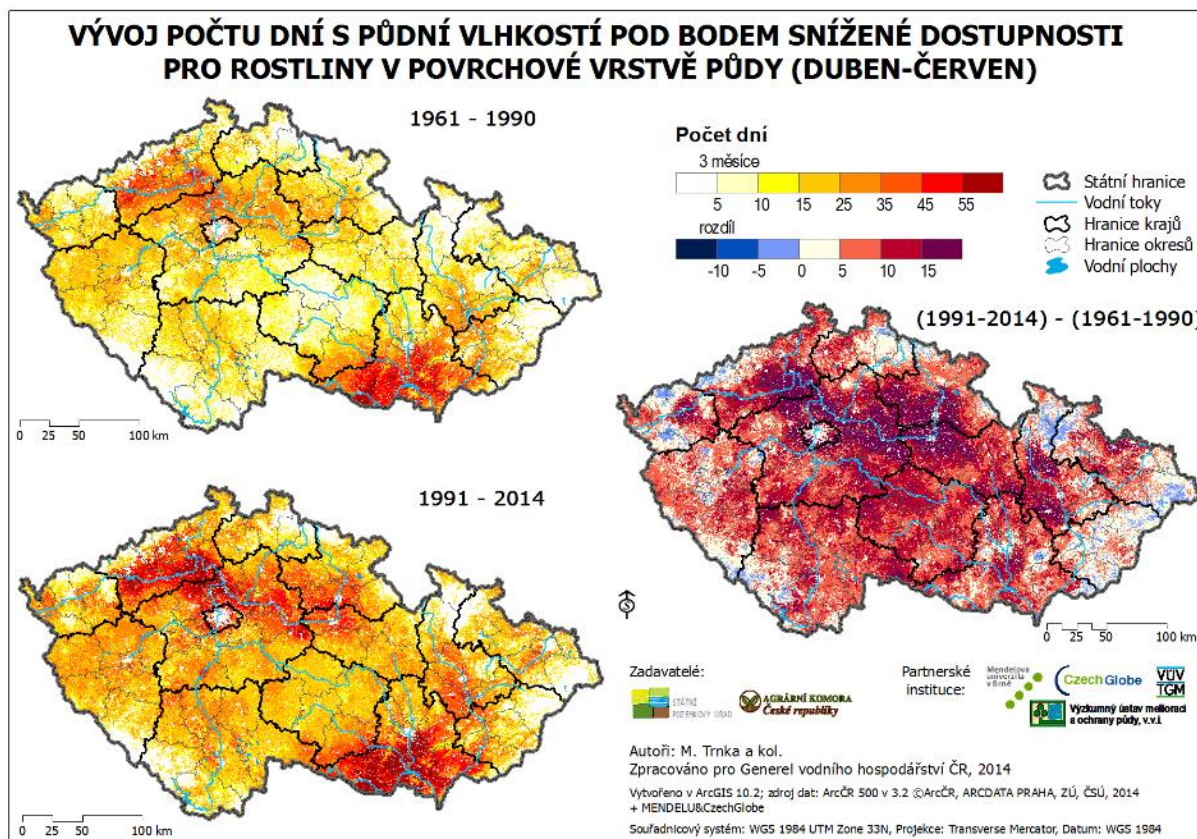 VÝVOJ POČTU DNÍ S PŮDNÍ VLHKOSTÍ POD BODEM SNÍŽENÉ DOSTUPNOSTI
PRO ROSTLINY V POVRCHOVÉ VRSTVĚ PŮDY (DUBEN-ČERVEN)
1961 - 1990
0 25 50 100 km
Počet dní
3 měsíce
5 10 15 25 35 45 55
rozdíl
-10 -5 0 5 10 15
Státní hranice
Vodní toky
Hranice krajů
Hranice okresů
Vodní plochy
(1991-2014) - (1961-1990)
0 25 50 100 km
1991 - 2014
0 25 50 100 km
Zadavatelé:
STÁTNÍ
POZEMKOVÝ ÚŘAD
AGRÁRNÍ KOMORA
České republiky
Partnerské
instituce:
Mendelova
univerzita
v Brně
CzechGlobe
VÚV
TGM
Výzkumný ústav meliorací
a ochrany půdy, v.v.i.
Autoři: M. Trnka a kol.
Zpracováno pro Generel vodního hospodářství ČR, 2014
Vytvořeno v ArcGIS 10.2; zdroj dat: ArcČR 500 v 3.2 ©ArcČR, ARCDATA PRAHA, ZÚ, ČSÚ, 2014
+ MENDELU&CzechGlobe
Souřadnicový systém: WGS 1984 UTM Zone 33N, Projekce: Transverse Mercator, Datum: WGS 1984